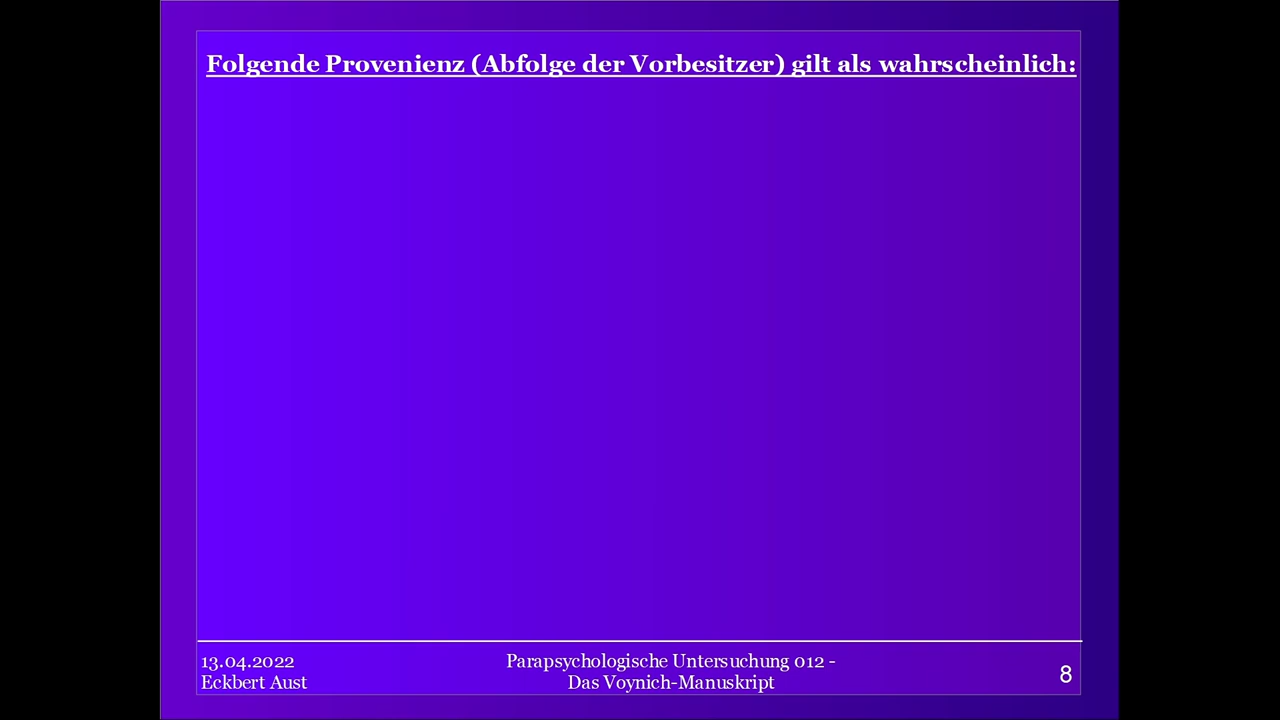 Folgende Provenienz (Abfolge der Vorbesitzer) gilt als wahrscheinlich:
13.04.2022
Eckbert Aust
Parapsychologische Untersuchung 012 -
Das Voynich-Manuskript
8